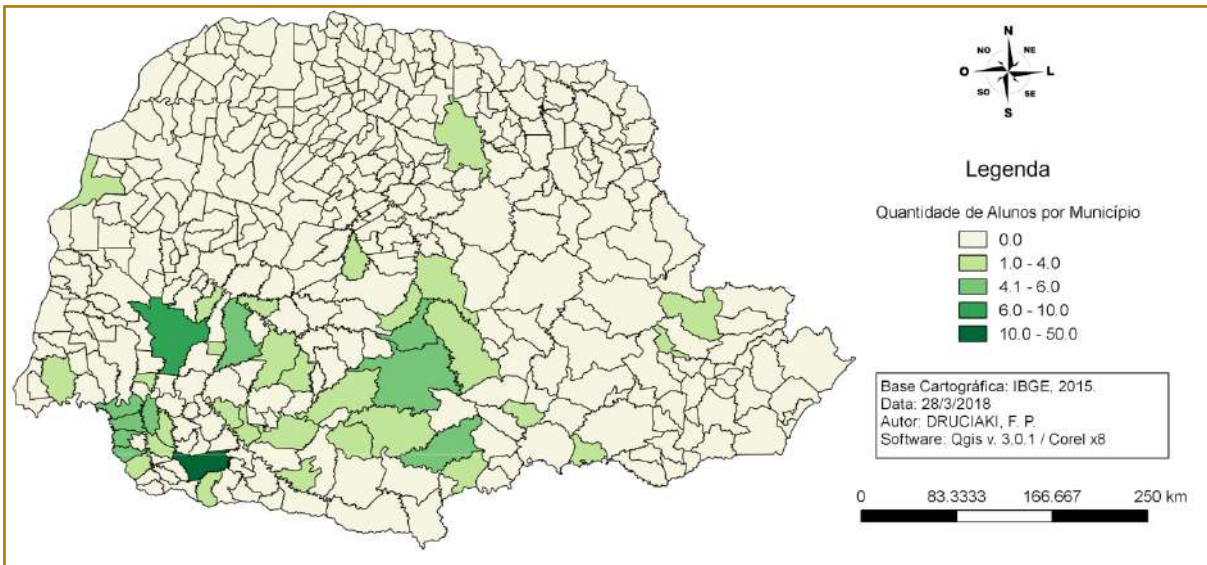 N
NO NE
O L
SO SE
S
Legenda
Quantidade de Alunos por Município
0.0
1.0 - 4.0
4.1 - 6.0
6.0 - 10.0
10.0 - 50.0
Base Cartográfica: IBGE, 2015.
Data: 28/3/2018
Autor: DRUCIAKI, F. P.
Software: Qgis v. 3.0.1 / Corel x8
0 83.3333 166.667 250 km